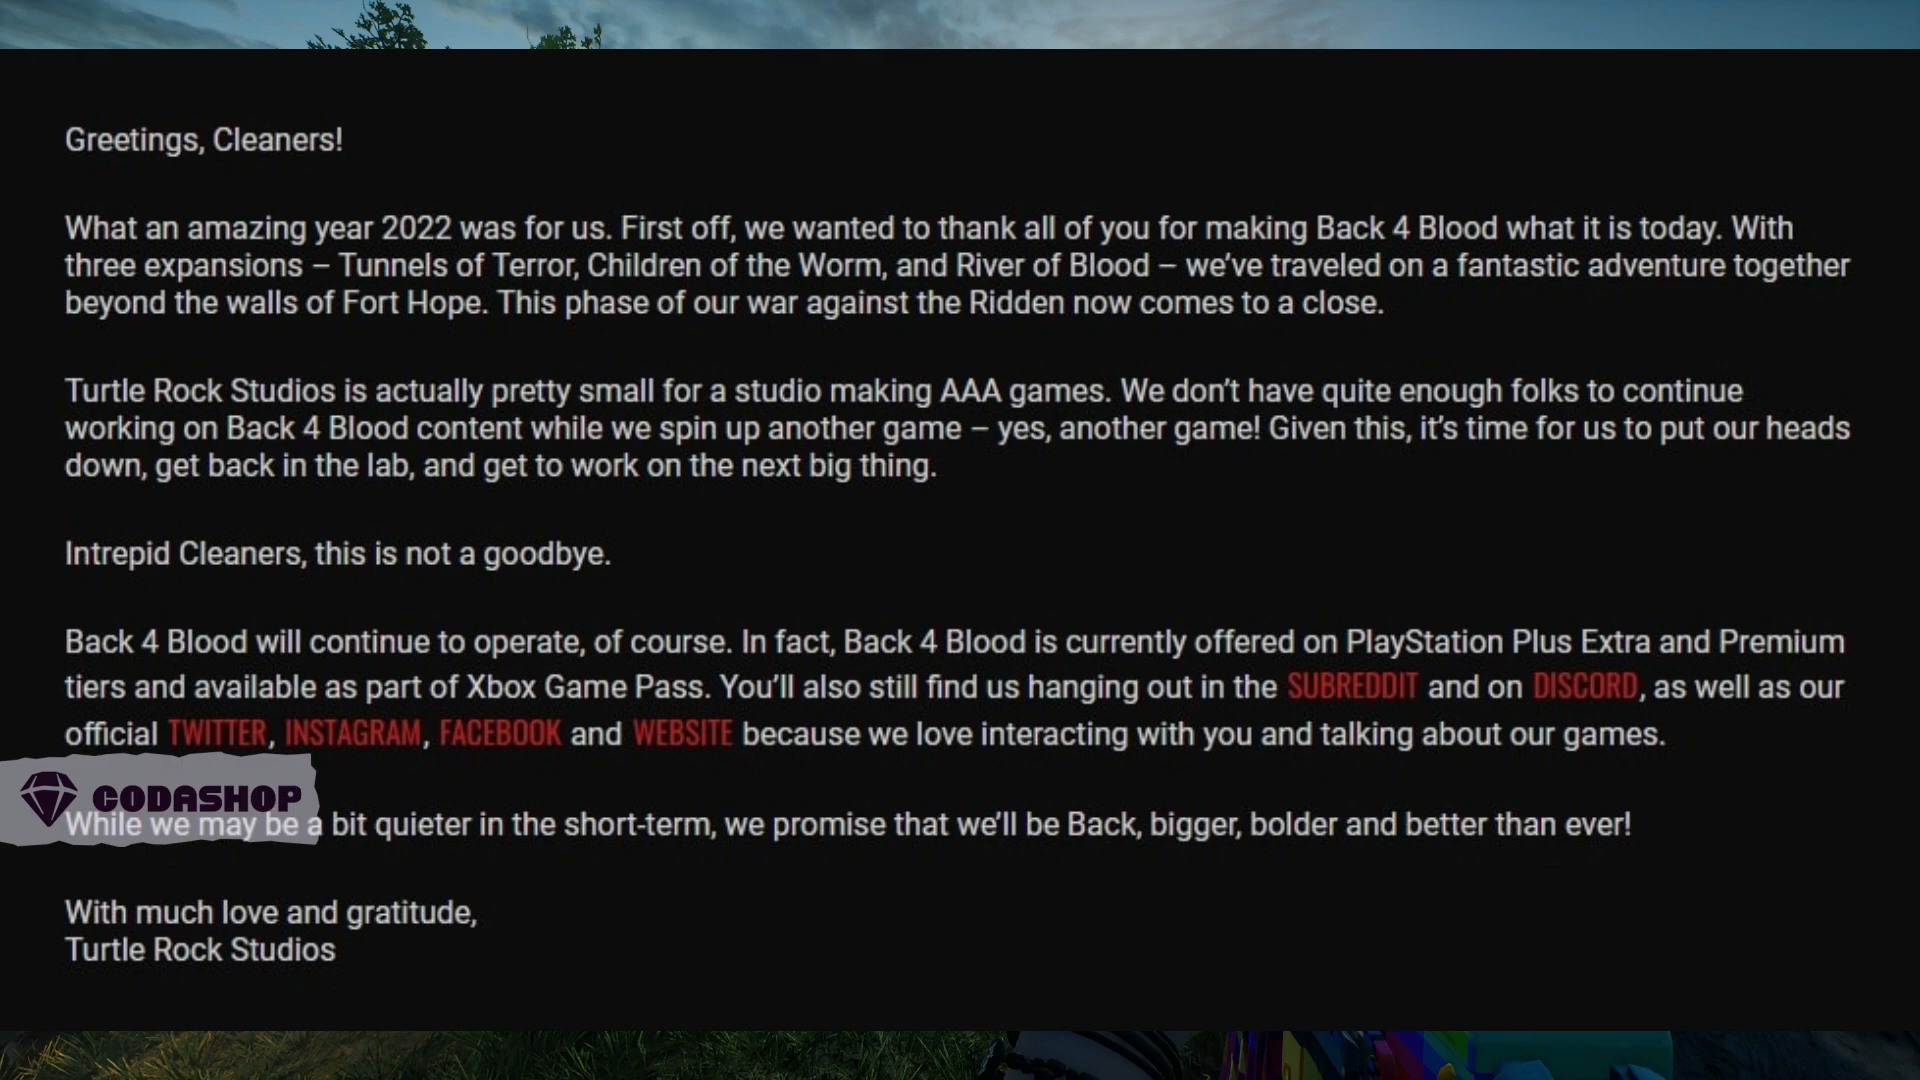 Greetings, Cleaners!
What an amazing year 2022 was for us. First off, we wanted to thank all of you for making Back 4 Blood what it is today. With
three expansions – Tunnels of Terror, Children of the Worm, and River of Blood – we’ve traveled on a fantastic adventure together
beyond the walls of Fort Hope. This phase of our war against the Ridden now comes to a close.
Turtle Rock Studios is actually pretty small for a studio making AAA games. We don’t have quite enough folks to continue
working on Back 4 Blood content while we spin up another game – yes, another game! Given this, it’s time for us to put our heads
down, get back in the lab, and get to work on the next big thing.
Intrepid Cleaners, this is not a goodbye.
Back 4 Blood will continue to operate, of course. In fact, Back 4 Blood is currently offered on PlayStation Plus Extra and Premium
tiers and available as part of Xbox Game Pass. You’ll also still find us hanging out in the SUBREDDIT and on DISCORD, as well as our
official TWITTER, INSTAGRAM, FACEBOOK and WEBSITE because we love interacting with you and talking about our games.
CODASHOP
While we may be a bit quieter in the short-term, we promise that we’ll be Back, bigger, bolder and better than ever!
With much love and gratitude,
Turtle Rock Studios